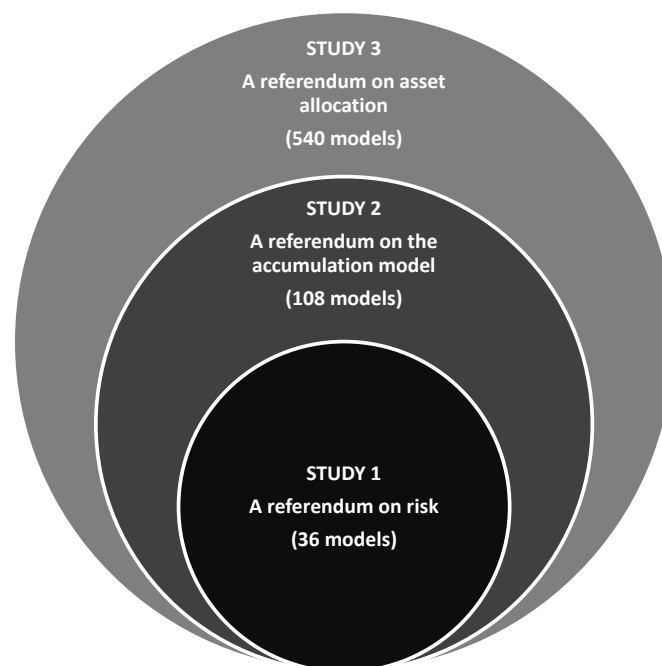 STUDY 3
A referendum on asset
allocation
(540 models)
STUDY 2
A referendum on the
accumulation model
(108 models)
STUDY 1
A referendum on risk
(36 models)